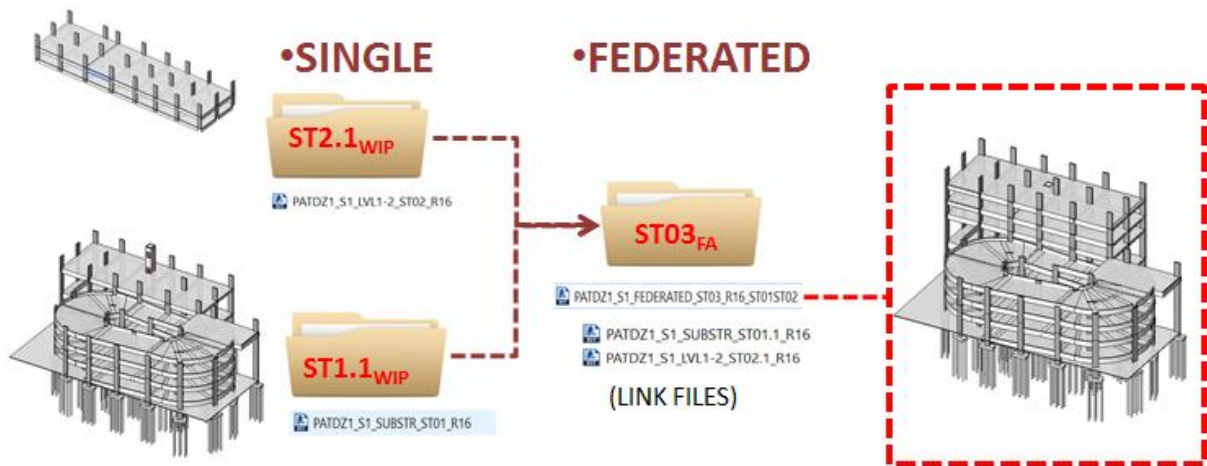 •SINGLE
•FEDERATED
ST2.1WIP
PATDZ1_S1_LVL1-2_ST02_R16
ST03FA
PATDZ1_S1_FEDERATED_ST03_R16_ST01ST02
PATDZ1_S1_SUBSTR_ST01.1_R16
PATDZ1_S1_LVL1-2_ST02.1_R16
(LINK FILES)
ST1.1WIP
PATDZ1_S1_SUBSTR_ST01_R16